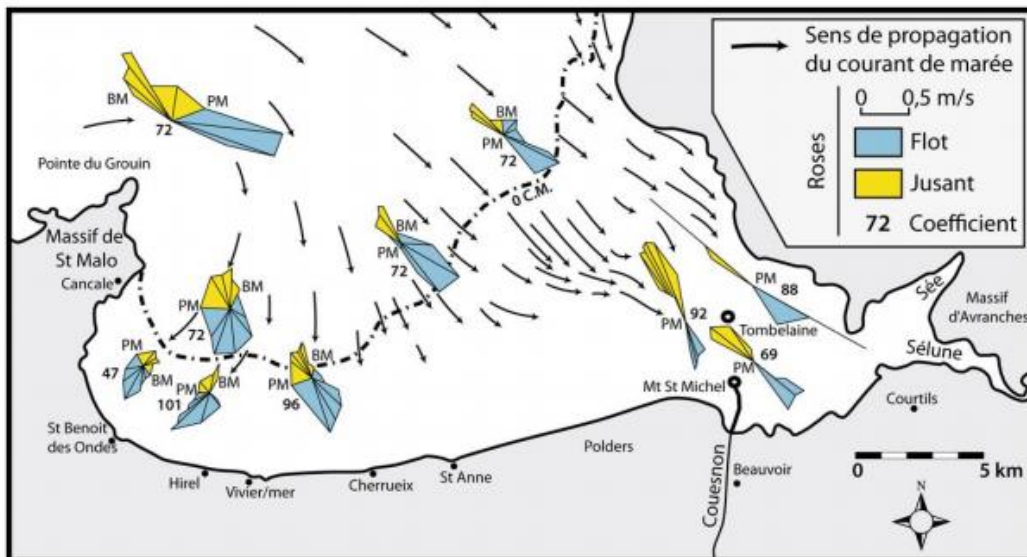 Sens de propagation
du courant de marée
0 0,5 m/s
Roses
Flot
Jusant
72 Coefficient
BM
PM
72
Pointe du Grouin
BM
PM
72
0 C.M.
Massif de
St Malo
Cancale
BM
PM
72
PM
BM
72
PM
88
92
PM
Tombelaine
69
PM
Mt St Michel
Sée
Massif
d'Avranches
Sélune
Courtils
PM
47
BM
PM
BM
101
BM
PM
96
St Benoit
des Ondes
Hirel
Vivier/mer
Cherrueix
St Anne
Polders
Couesnon
Beauvoir
0 5 km
N